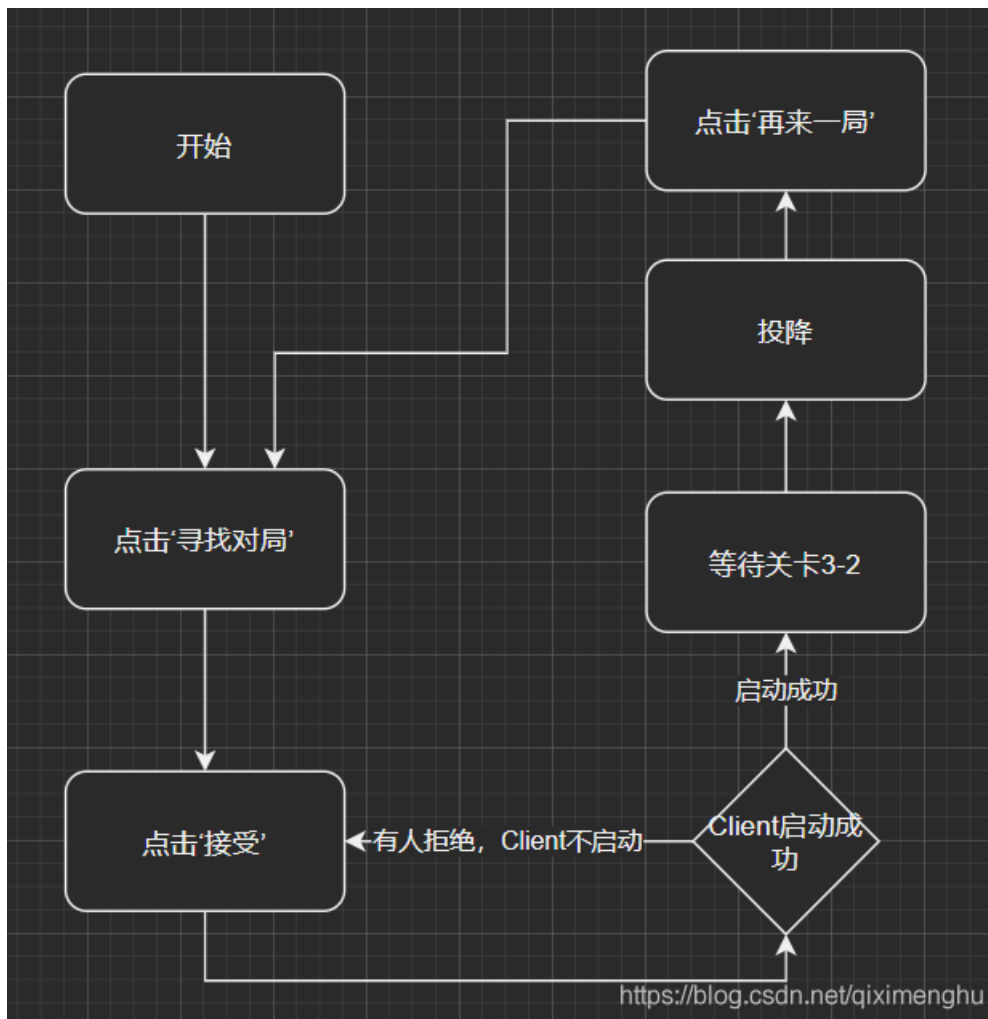 开始
点击‘寻找对局’
点击‘接受’
有人拒绝，Client不启动
Client启动成
功
启动成功
等待关卡3-2
投降
点击‘再来一局’
https://blog.csdn.net/qiximenghu